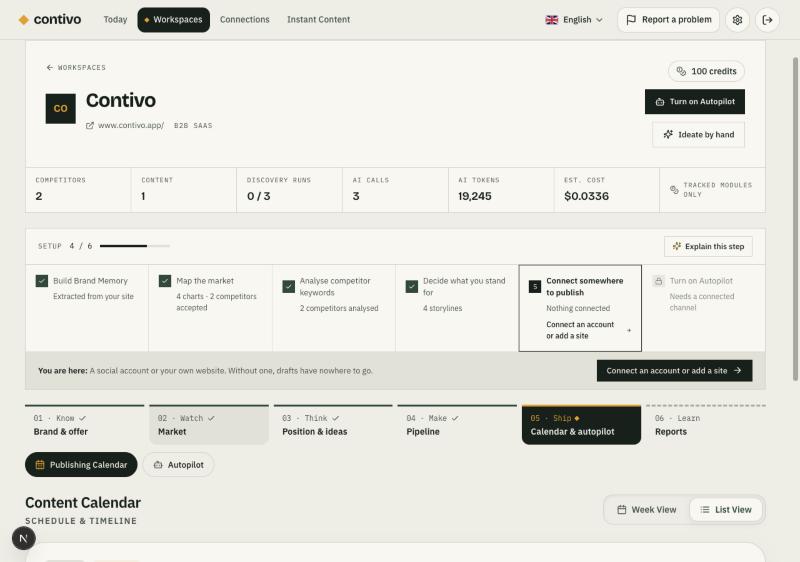 contivo
Today
Workspaces
Connections
Instant Content
English
Report a problem
WORKSPACES
100 credits
CO
Contivo
www.contivo.app/ B2B SAAS
Turn on Autopilot
Ideate by hand
COMPETITORS
2
CONTENT
1
DISCOVERY RUNS
0 / 3
AI CALLS
3
AI TOKENS
19,245
EST. COST
$0.0336
TRACKED MODULES
ONLY
SETUP 4 / 6
Explain this step
Build Brand Memory
Extracted from your site
Map the market
4 charts · 2 competitors
accepted
Analyse competitor
keywords
2 competitors analysed
Decide what you stand
for
4 storylines
5
Connect somewhere
to publish
Nothing connected
Connect an account
or add a site
Turn on Autopilot
Needs a connected
channel
You are here: A social account or your own website. Without one, drafts have nowhere to go.
Connect an account or add a site
01 · Know
Brand & offer
02 · Watch
Market
03 · Think
Position & ideas
04 · Make
Pipeline
05 · Ship
Calendar & autopilot
06 · Learn
Reports
Publishing Calendar
Autopilot
Content Calendar
SCHEDULE & TIMELINE
Week View
List View
N